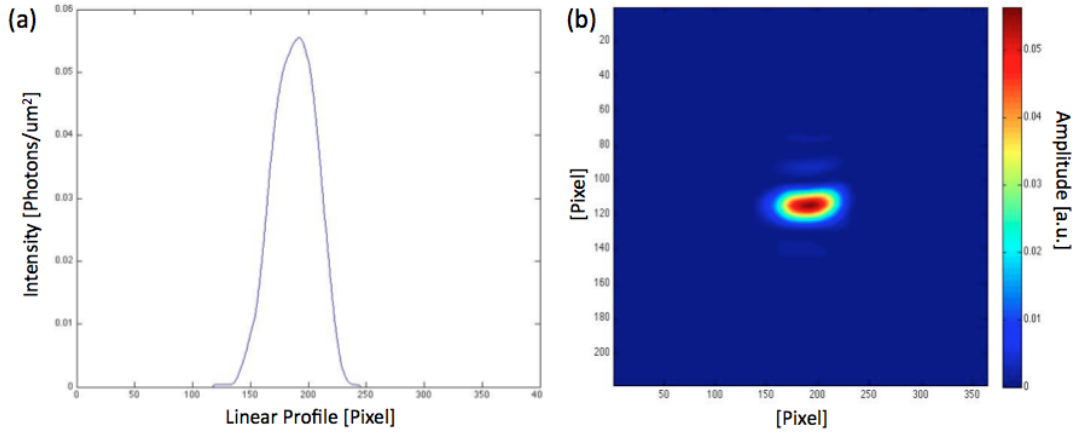 (a)
0.06
0.05
0.04
0.03
0.02
0.01
0
Intensity [Photons/um²]
0 50 100 150 200 250 300 350 40
Linear Profile [Pixel]
(b)
20
40
60
80
100
120
140
160
180
200
[Pixel]
50 100 150 200 250 300 350
[Pixel]
0.05
0.04
0.03
0.02
0.01
0
Amplitude [a.u.]